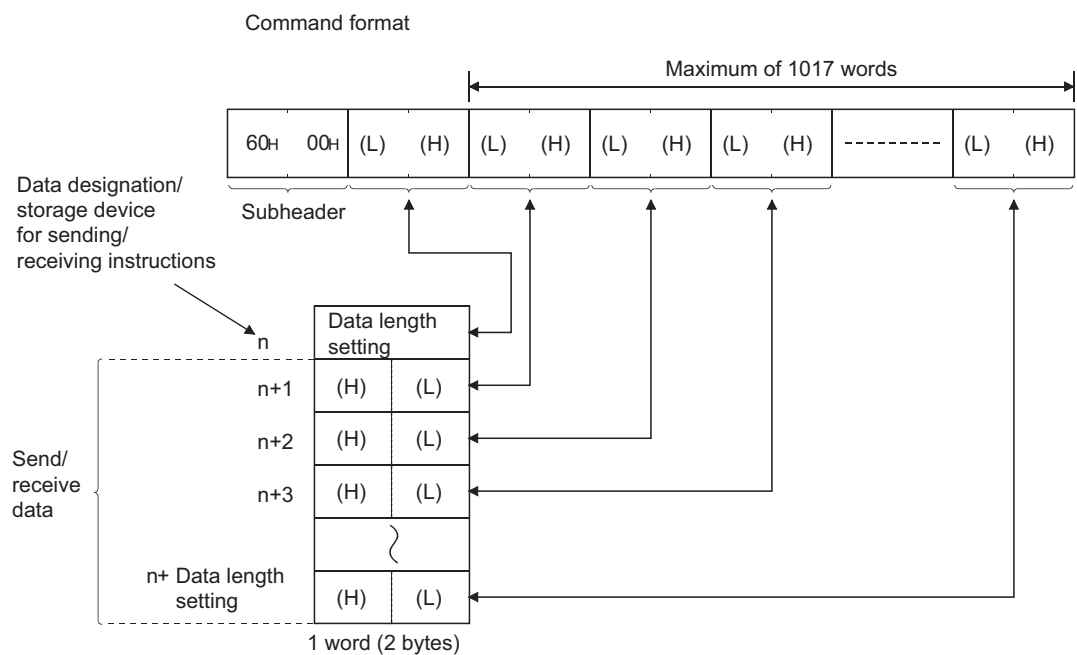 Command format
Maximum of 1017 words
60H 00H (L) (H) (L) (H) (L) (H) (L) (H) (L) (H)
Subheader
Data designation/
storage device
for sending/
receiving instructions
n
Data length
setting
n+1 (H) (L)
n+2 (H) (L)
n+3 (H) (L)
Send/
receive
data
n+ Data length
setting
(H) (L)
1 word (2 bytes)